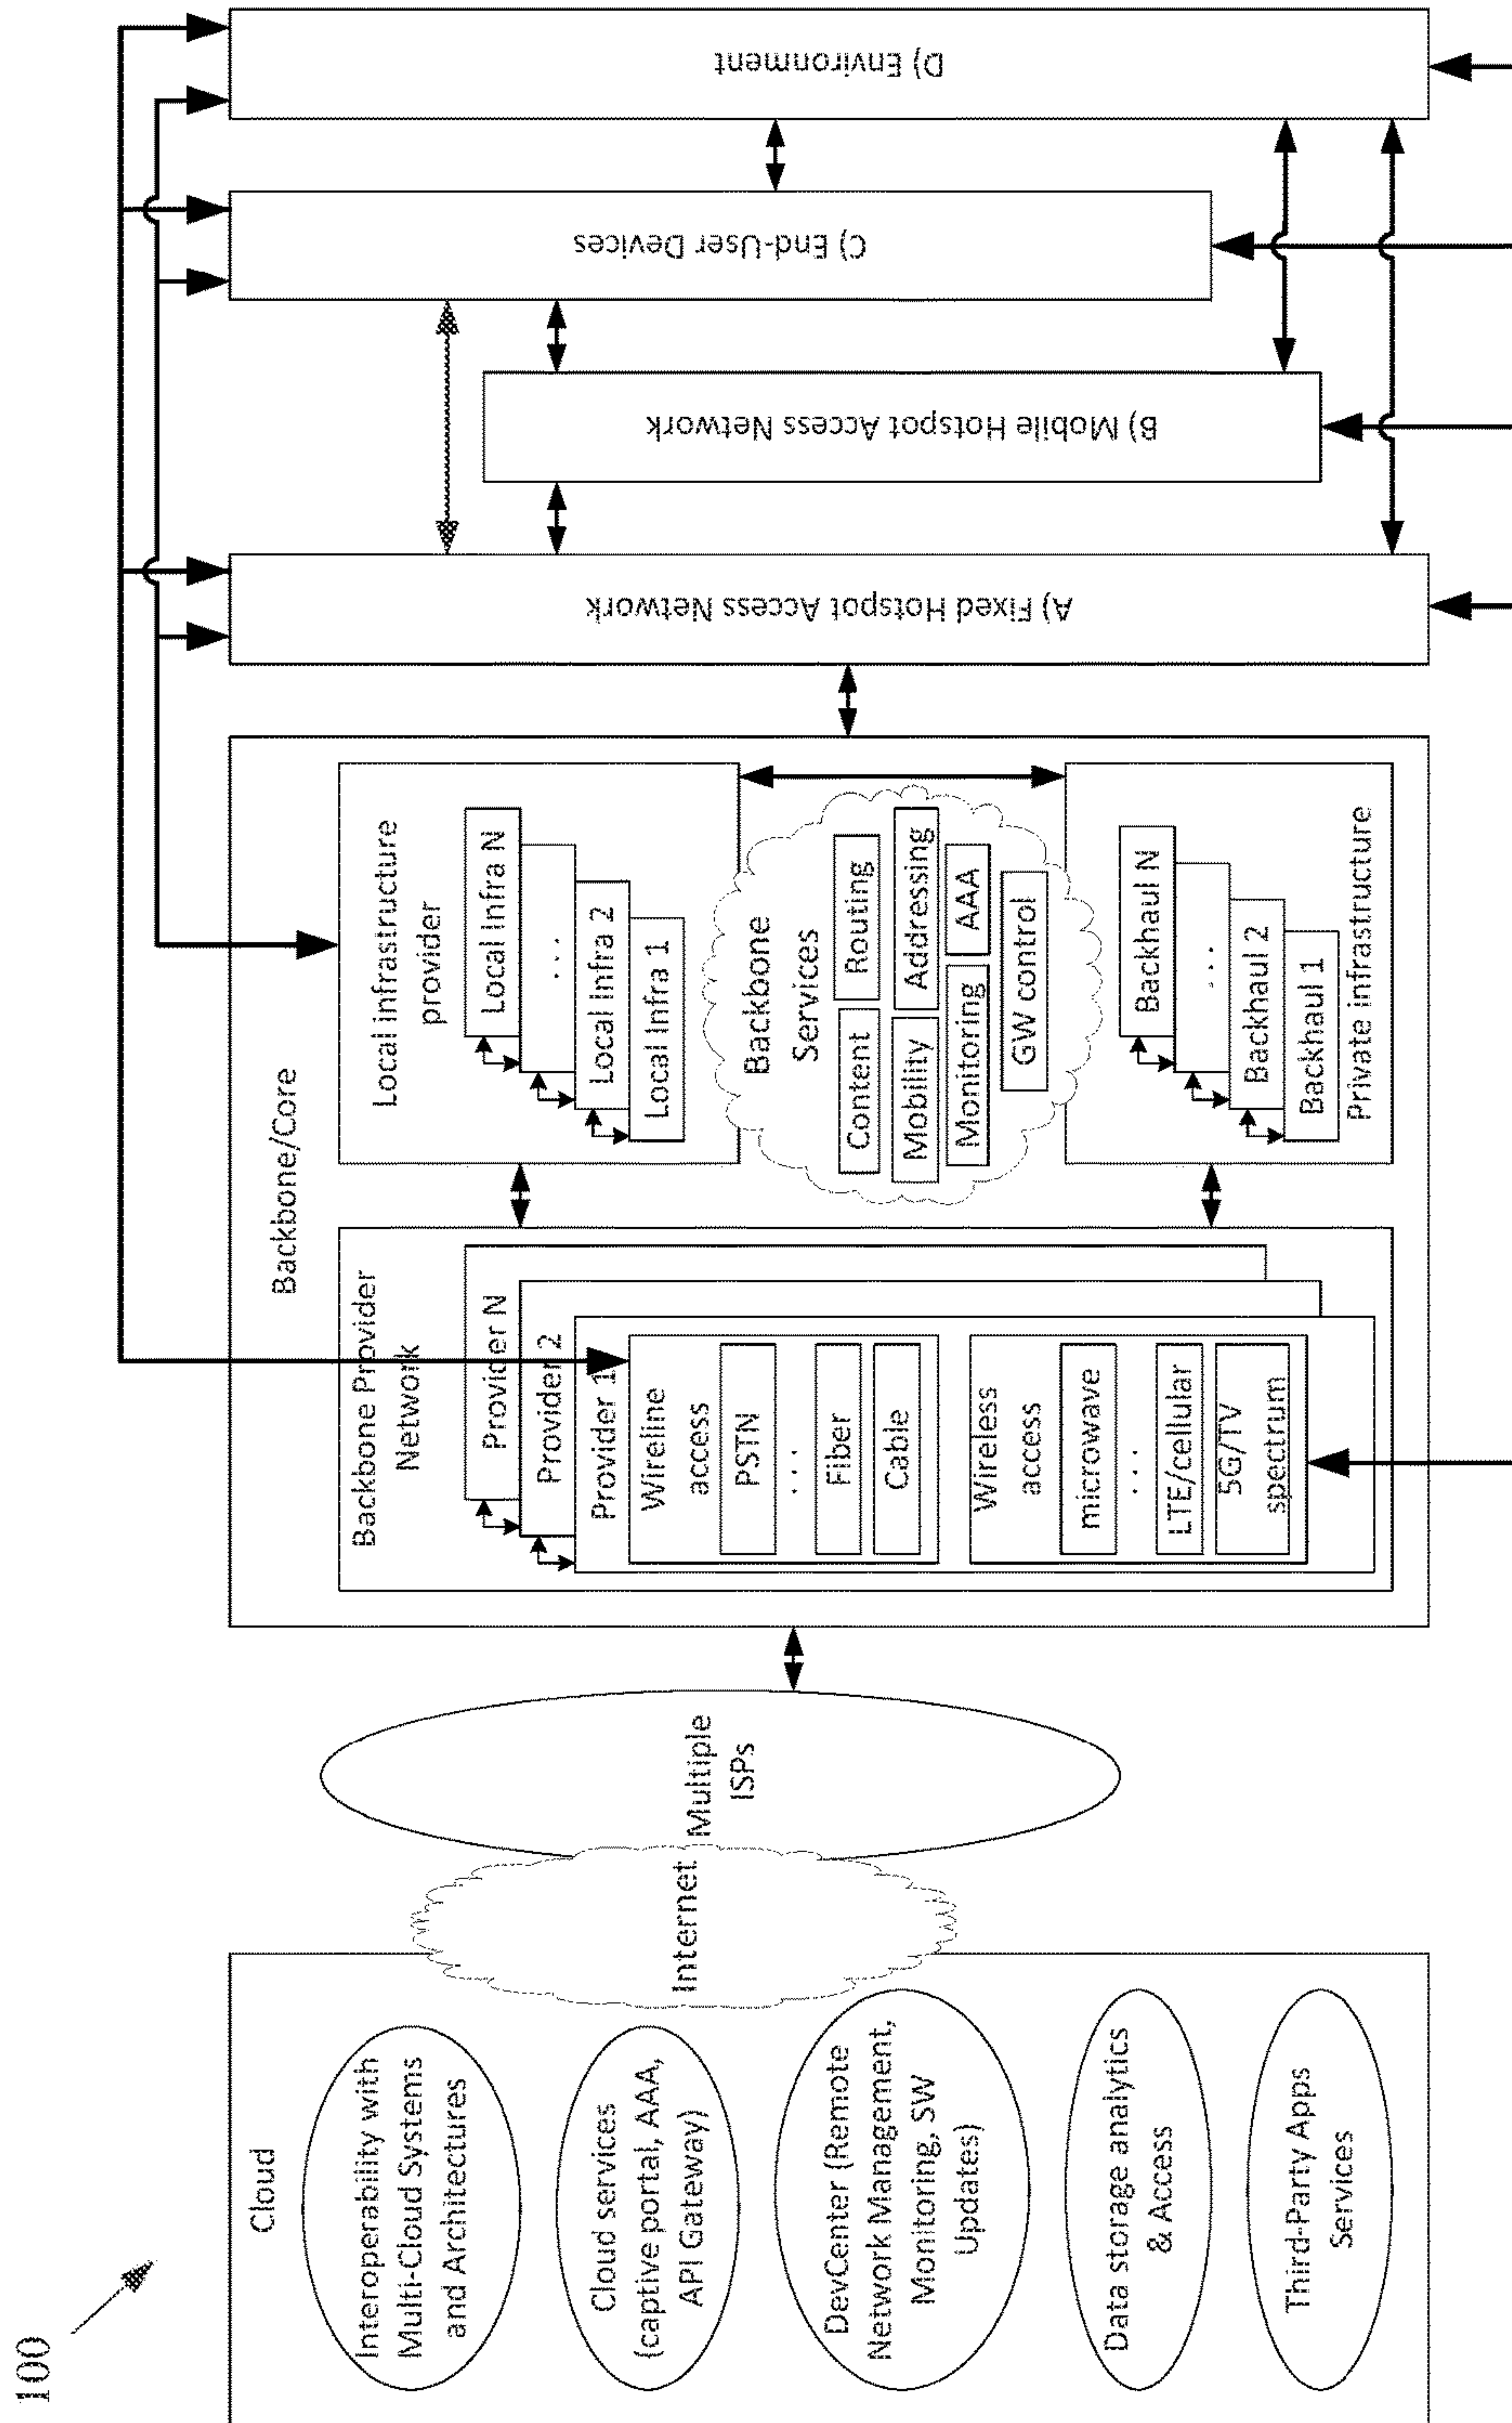 100
Cloud
Interoperability with
Multi-Cloud Systems
and Architectures
Cloud services
(captive portal, AAA,
API Gateway)
DevCenter (Remote
Network Management,
Monitoring, SW
Updates)
Data storage analytics
& Access
Third-Party Apps
Services
Internet
Multiple
ISPs
Backbone/Core
Backbone Provider
Network
Provider N
Provider 2
Provider 1
Wireline
access
PSTN
...
Fiber
Cable
Wireless
access
microwave
...
LTE/cellular
5G/TV
spectrum
Local infrastructure
provider
Local Infra N
...
Local Infra 2
Local Infra 1
Backbone
Services
Content
Routing
Mobility
Addressing
Monitoring
AAA
GW control
Backhaul N
...
Backhaul 2
Backhaul 1
Private infrastructure
A) Fixed Hotspot Access Network
B) Mobile Hotspot Access Network
C) End-User Devices
D) Environment